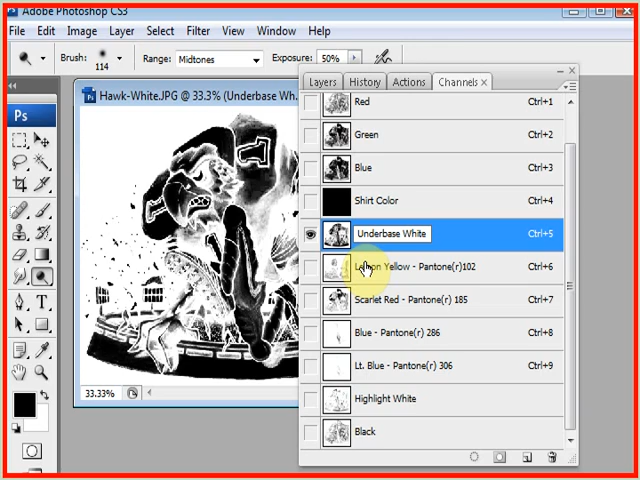 Adobe Photoshop CS3
File Edit Image Layer Select Filter View Window Help
Brush: 114 Range: Midtones Exposure: 50%
Layers History Actions Channels ×
Ps
Hawk-White.JPG @ 33.3% (Underbase Wh...
Red Ctrl+1
Green Ctrl+2
Blue Ctrl+3
Shirt Color Ctrl+4
Underbase White Ctrl+5
Lemon Yellow - Pantone(r)102 Ctrl+6
Scarlet Red - Pantone(r) 185 Ctrl+7
Blue - Pantone(r) 286 Ctrl+8
Lt. Blue - Pantone(r) 306 Ctrl+9
Highlight White
Black
33.33%